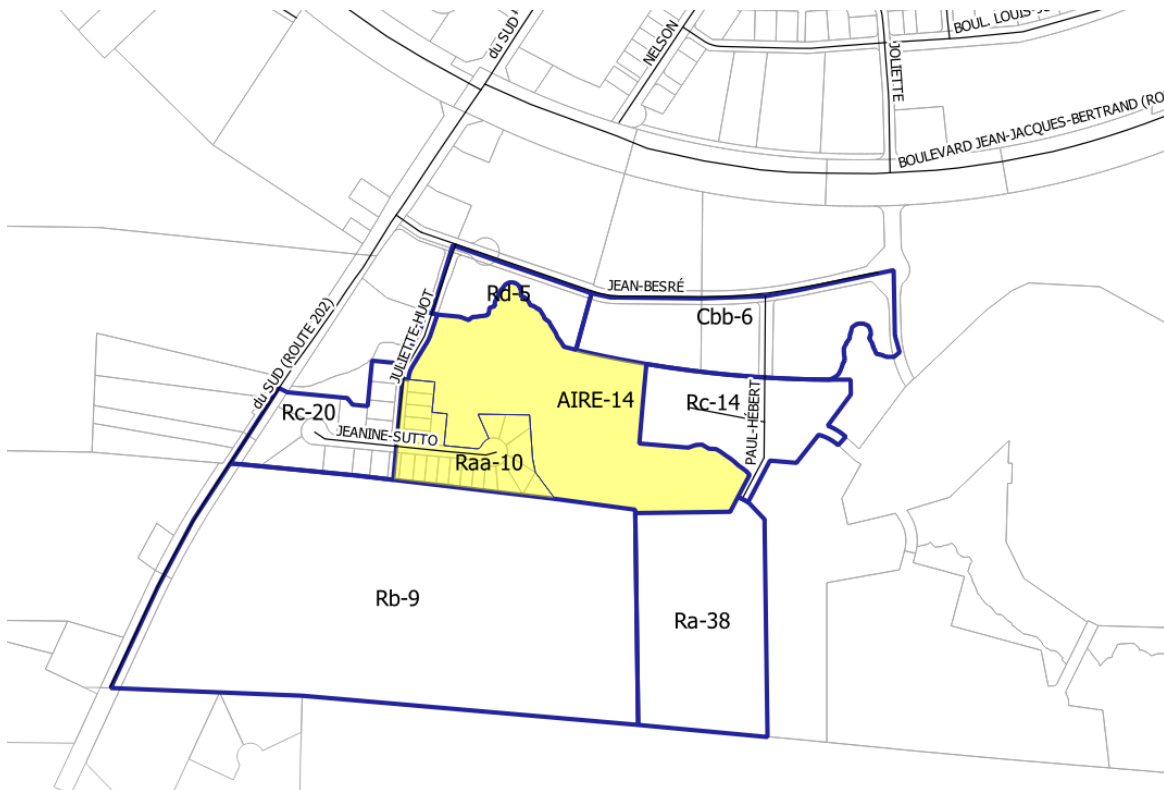 du SUD
NELSON
BOUL. LOUIS-J
JOLIETTE
BOULEVARD JEAN-JACQUES-BERTRAND (RO
JEAN-BESRÉ
Rd-5
Cbb-6
JULIETTE-HUOT
du SUD (ROUTE 202)
AIRE-14
Rc-14
Rc-20
JEANINE-SUTTO
PAUL-HÉBERT
Raa-10
Rb-9
Ra-38